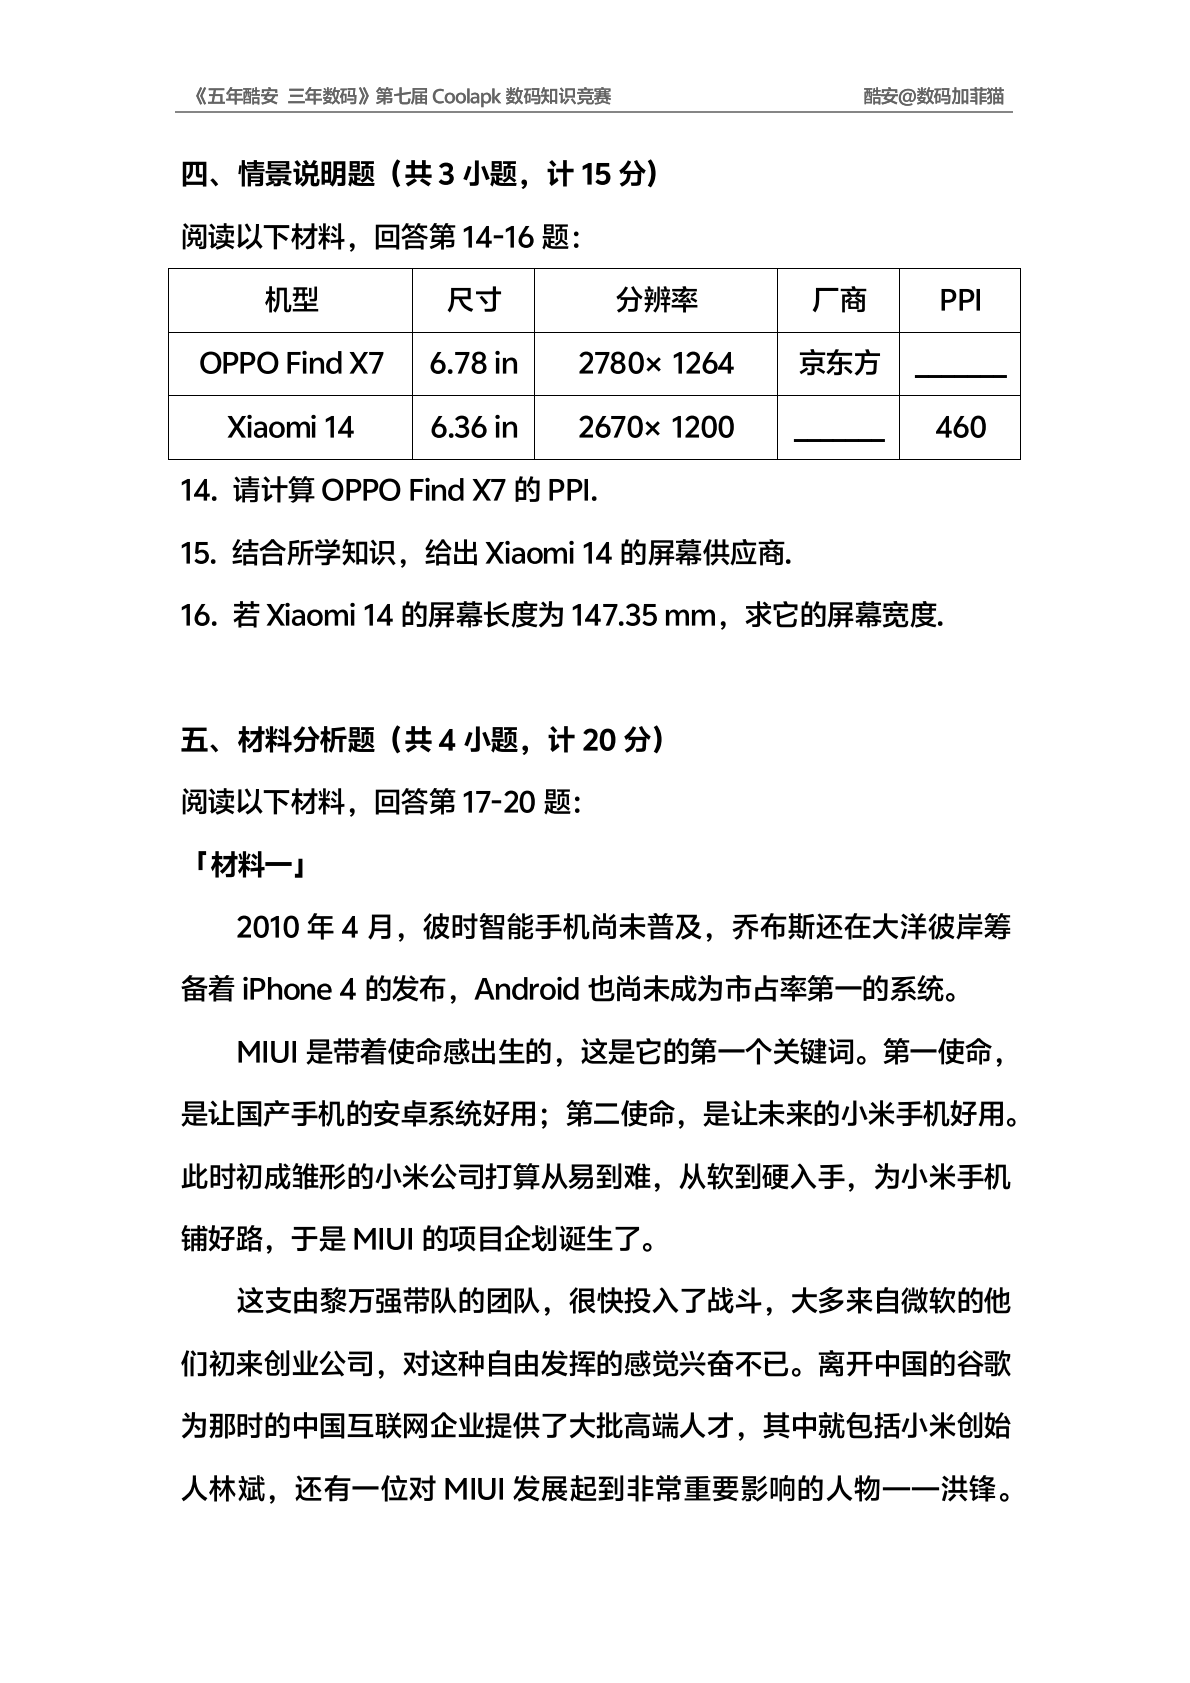 《五年酷安 三年数码》第七届 Coolapk 数码知识竞赛 酷安@数码加菲猫
四、情景说明题（共 3 小题，计 15 分）
阅读以下材料，回答第 14-16 题：
机型 尺寸 分辨率 厂商 PPI
OPPO Find X7 6.78 in 2780× 1264 京东方 ______
Xiaomi 14 6.36 in 2670× 1200 ______ 460
14. 请计算 OPPO Find X7 的 PPI.
15. 结合所学知识，给出 Xiaomi 14 的屏幕供应商.
16. 若 Xiaomi 14 的屏幕长度为 147.35 mm，求它的屏幕宽度.
五、材料分析题（共 4 小题，计 20 分）
阅读以下材料，回答第 17-20 题：
「材料一」
2010 年 4 月，彼时智能手机尚未普及，乔布斯还在大洋彼岸筹
备着 iPhone 4 的发布，Android 也尚未成为市占率第一的系统。
MIUI 是带着使命感出生的，这是它的第一个关键词。第一使命，
是让国产手机的安卓系统好用；第二使命，是让未来的小米手机好用。
此时初成雏形的小米公司打算从易到难，从软到硬入手，为小米手机
铺好路，于是 MIUI 的项目企划诞生了。
这支由黎万强带队的团队，很快投入了战斗，大多来自微软的他
们初来创业公司，对这种自由发挥的感觉兴奋不已。离开中国的谷歌
为那时的中国互联网企业提供了大批高端人才，其中就包括小米创始
人林斌，还有一位对 MIUI 发展起到非常重要影响的人物——洪锋。